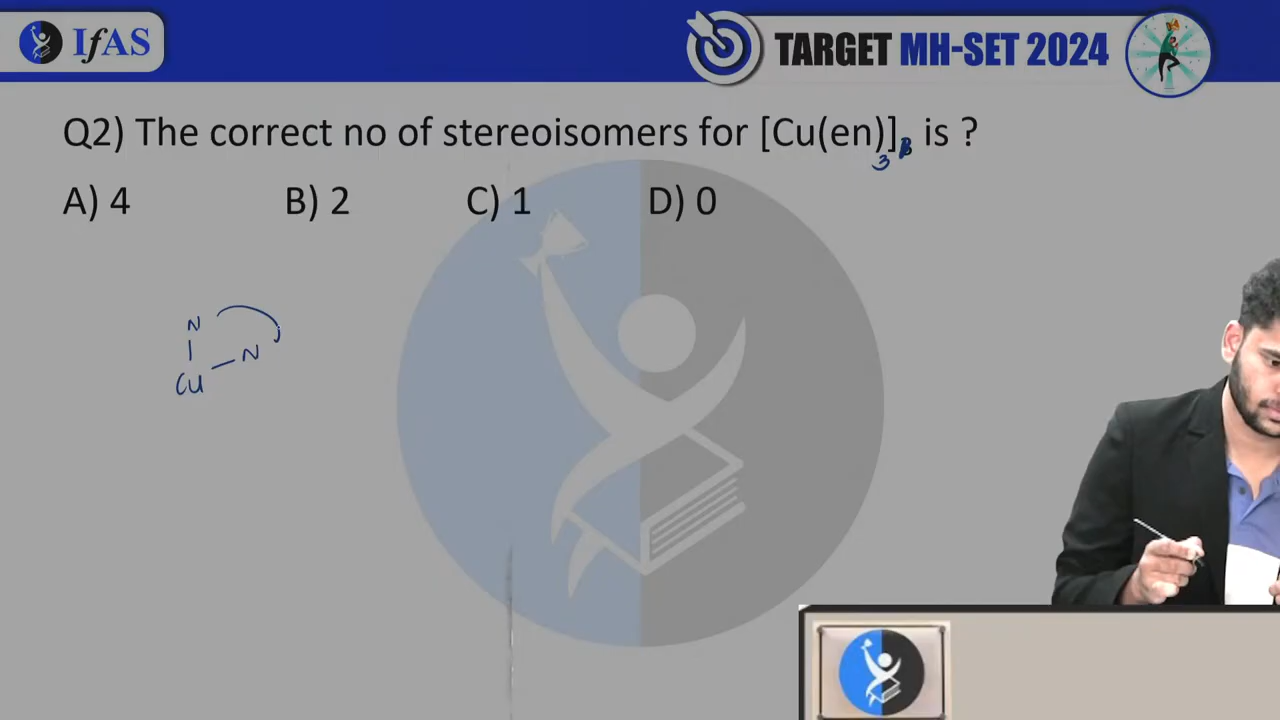 IfAS
TARGET MH-SET 2024
Q2) The correct no of stereoisomers for [Cu(en)]₃ is ?
A) 4 B) 2 C) 1 D) 0
N
N
Cu